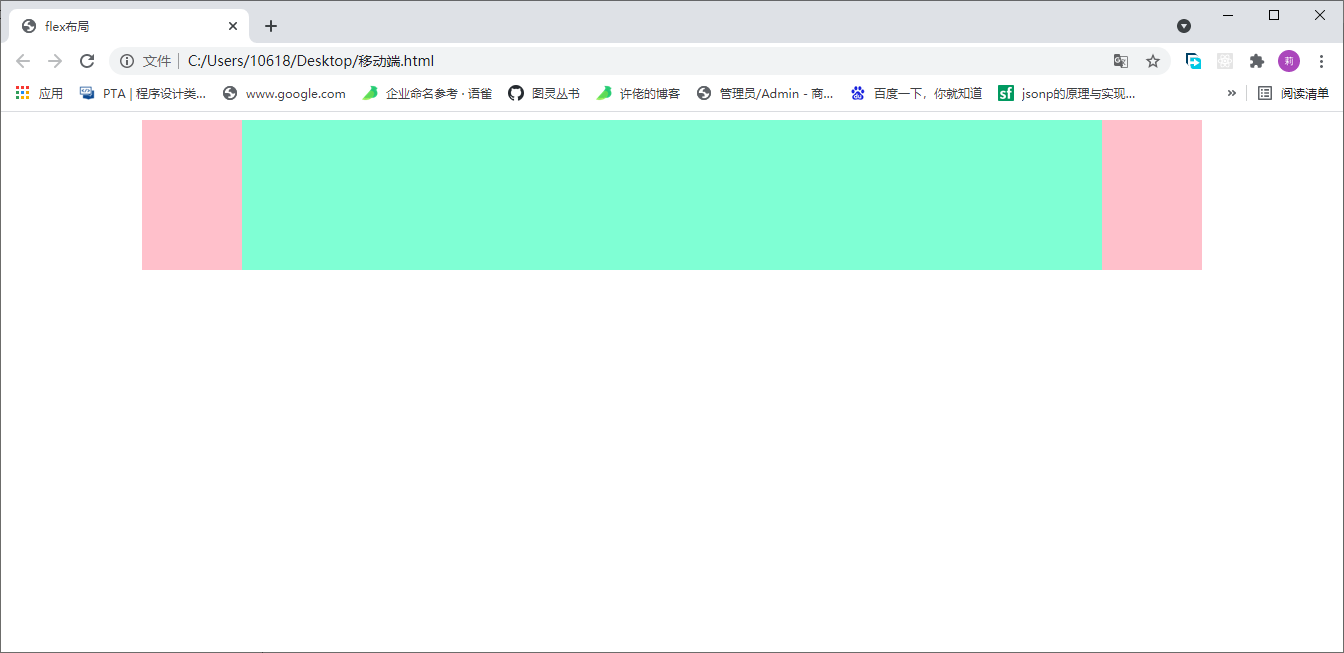 flex布局
文件 C:/Users/10618/Desktop/移动端.html
莉
应用 PTA | 程序设计类... www.google.com 企业命名参考 · 语雀 图灵丛书 许佬的博客 管理员/Admin - 商... 百度一下，你就知道 sf jsonp的原理与实现... » 阅读清单